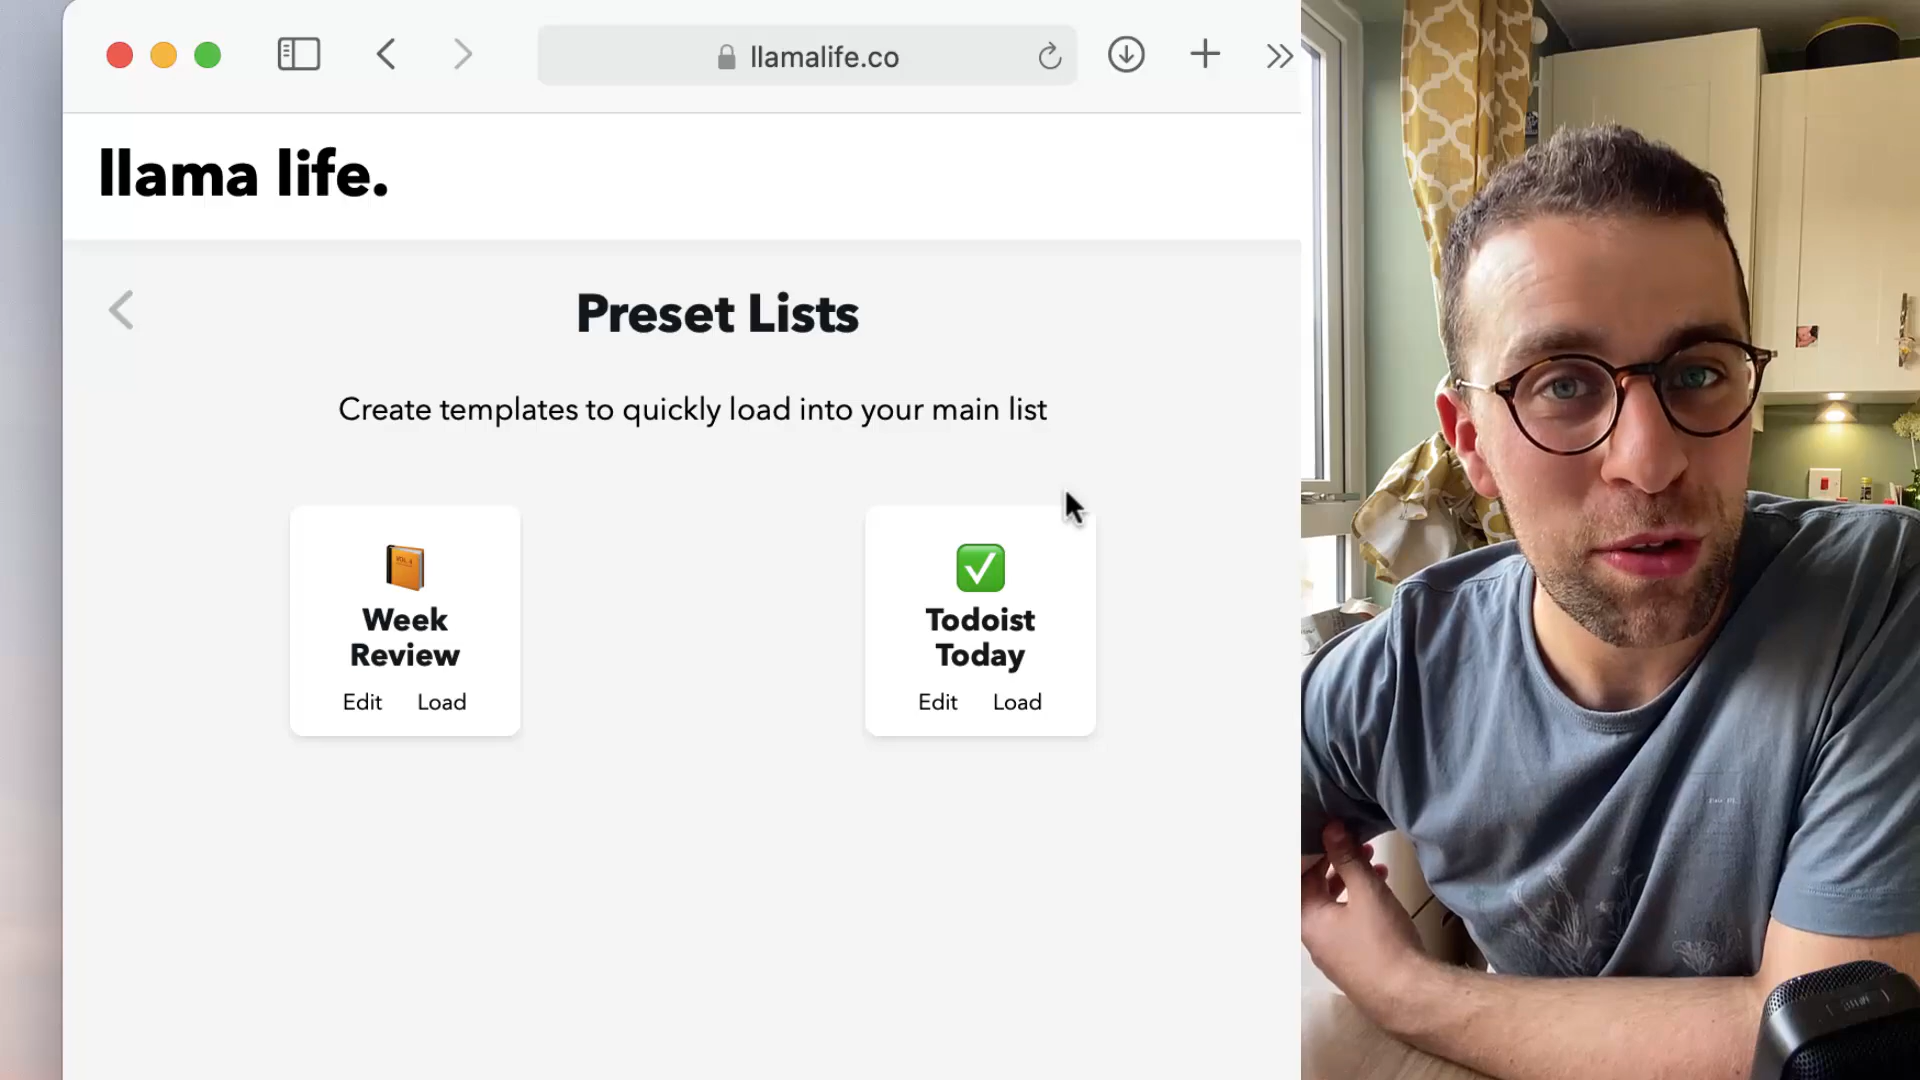 llamalife.co
llama life.
Preset Lists
Create templates to quickly load into your main list
Week
Review
Edit Load
Todoist
Today
Edit Load